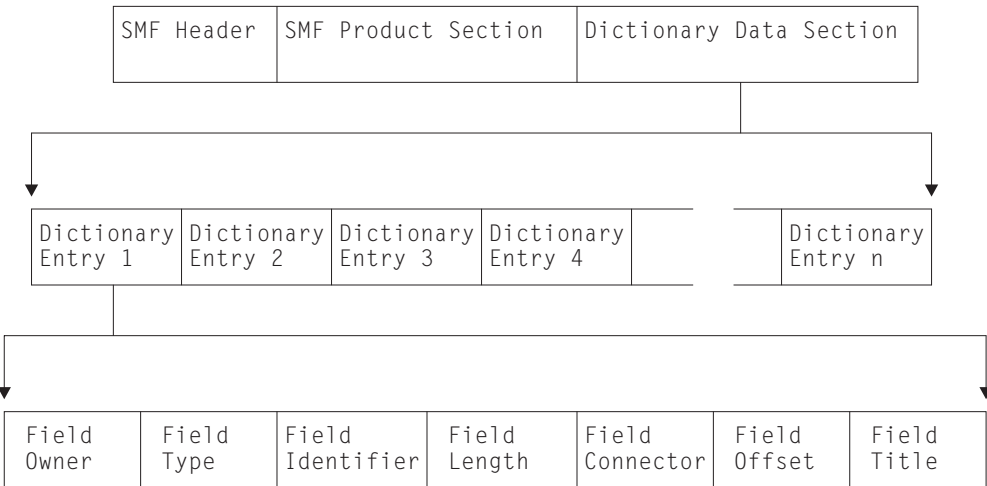 SMF Header SMF Product Section Dictionary Data Section
Dictionary Dictionary Dictionary Dictionary Dictionary
Entry 1 Entry 2 Entry 3 Entry 4 Entry n
Field Field Field Field Field Field Field
Owner Type Identifier Length Connector Offset Title